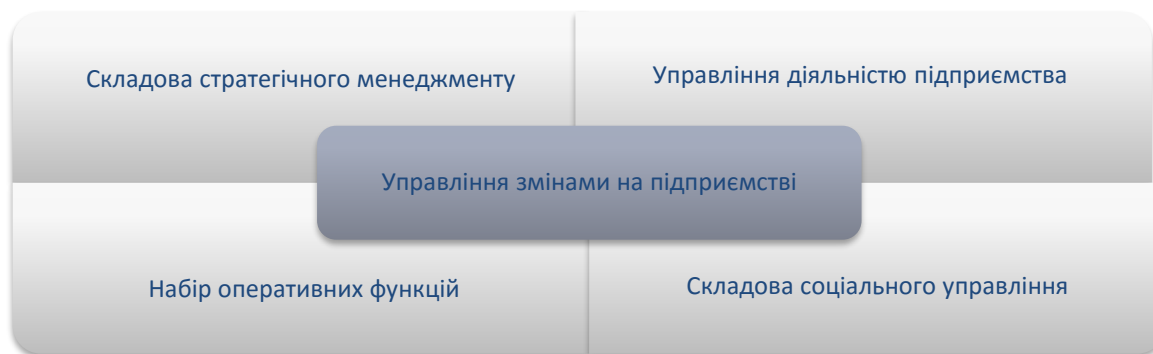 Складова стратегічного менеджменту
Управління діяльністю підприємства
Управління змінами на підприємстві
Набір оперативних функцій
Складова соціального управління